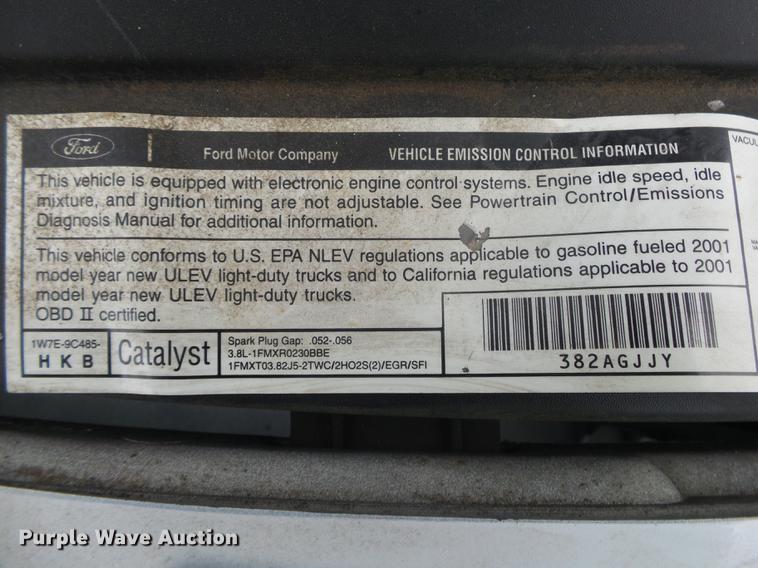 Ford
Ford Motor Company VEHICLE EMISSION CONTROL INFORMATION
This vehicle is equipped with electronic engine control systems. Engine idle speed, idle
mixture, and ignition timing are not adjustable. See Powertrain Control/Emissions
Diagnosis Manual for additional information.
This vehicle conforms to U.S. EPA NLEV regulations applicable to gasoline fueled 2001
model year new ULEV light-duty trucks and to California regulations applicable to 2001
model year new ULEV light-duty trucks.
OBD II certified.
1W7E-9C485-
H K B
Catalyst
Spark Plug Gap: .052-.056
3.8L-1FMXR0230BBE
1FMXT03.82J5-2TWC/2HO2S(2)/EGR/SFI
382AGJJY
VACUU
Purple Wave Auction